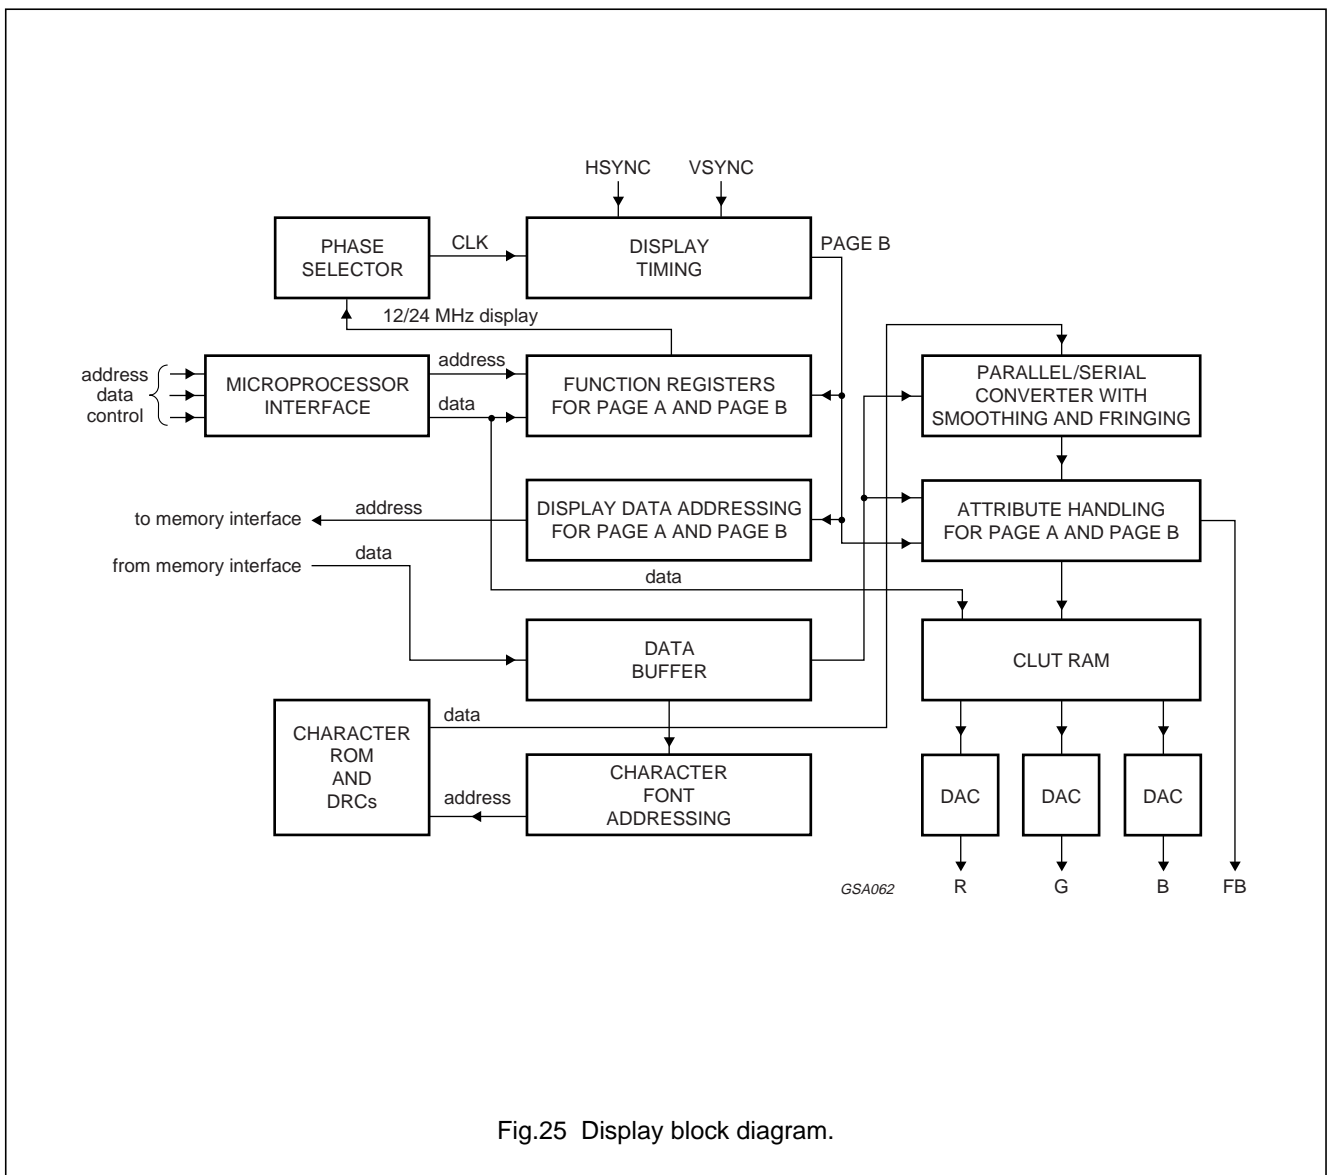 HSYNC
VSYNC
PHASE
SELECTOR
CLK
DISPLAY
TIMING
PAGE B
12/24 MHz display
address
data
control
MICROPROCESSOR
INTERFACE
address
data
FUNCTION REGISTERS
FOR PAGE A AND PAGE B
PARALLEL/SERIAL
CONVERTER WITH
SMOOTHING AND FRINGING
to memory interface
address
DISPLAY DATA ADDRESSING
FOR PAGE A AND PAGE B
ATTRIBUTE HANDLING
FOR PAGE A AND PAGE B
from memory interface
data
data
DATA
BUFFER
CLUT RAM
CHARACTER
ROM
AND
DRCs
data
address
CHARACTER
FONT
ADDRESSING
DAC
DAC
DAC
GSA062
R
G
B
FB
Fig.25 Display block diagram.